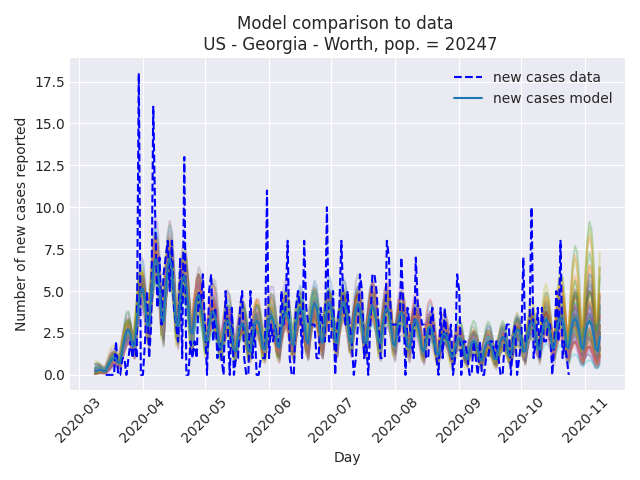 Model comparison to data
US - Georgia - Worth, pop. = 20247
new cases data
new cases model
Number of new cases reported
17.5
15.0
12.5
10.0
7.5
5.0
2.5
0.0
2020-03
2020-04
2020-05
2020-06
2020-07
2020-08
2020-09
2020-10
2020-11
Day